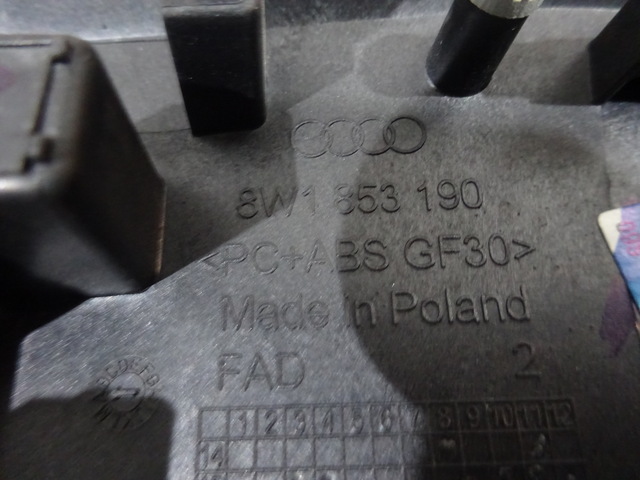 8W1 853 190
<PC+ABS GF30>
Made in Poland
FAD 2
1 2 3 4 5 6 7 8 9 10 11 12
14